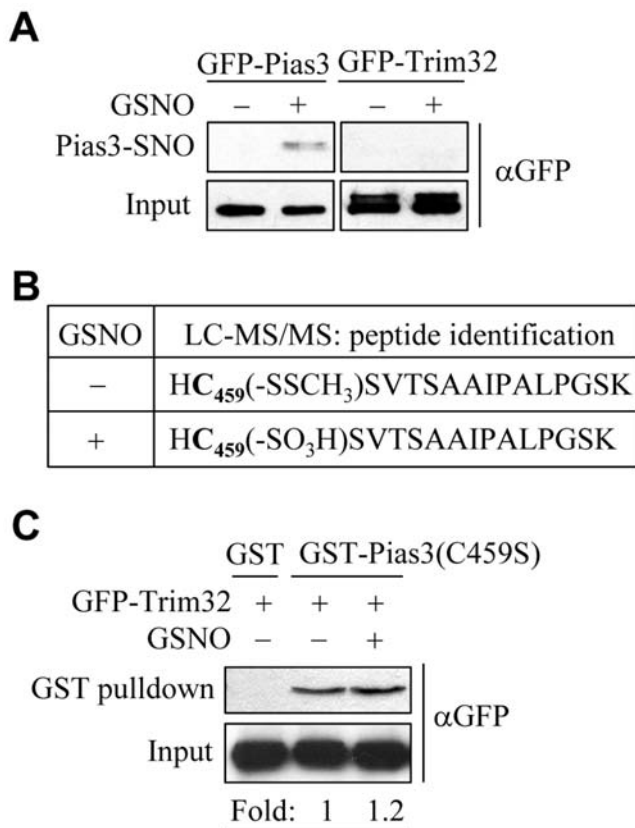 A
GFP-Pias3 GFP-Trim32
GSNO − + − +
Pias3-SNO
αGFP
Input
B
GSNO LC-MS/MS: peptide identification
− HC₄₅₉(-SSCH₃)SVTSAAIPALPGSK
+ HC₄₅₉(-SO₃H)SVTSAAIPALPGSK
C
GST GST-Pias3(C459S)
GFP-Trim32 + + +
GSNO − − +
GST pulldown
αGFP
Input
Fold: 1 1.2